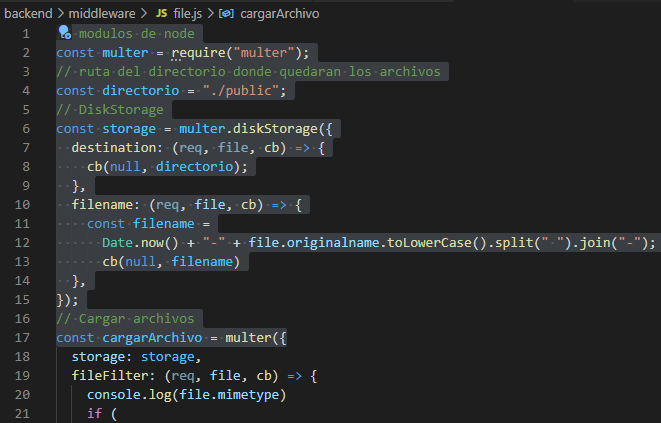 backend > middleware > JS file.js > cargarArchivo
1 modulos de node
2 const multer = require("multer");
3 // ruta del directorio donde quedaran los archivos
4 const directorio = "./public";
5 // DiskStorage
6 const storage = multer.diskStorage({
7 destination: (req, file, cb) => {
8 cb(null, directorio);
9 },
10 filename: (req, file, cb) => {
11 const filename =
12 Date.now() + "-" + file.originalname.toLowerCase().split(" ").join("-");
13 cb(null, filename)
14 },
15 });
16 // Cargar archivos
17 const cargarArchivo = multer({
18 storage: storage,
19 fileFilter: (req, file, cb) => {
20 console.log(file.mimetype)
21 if (